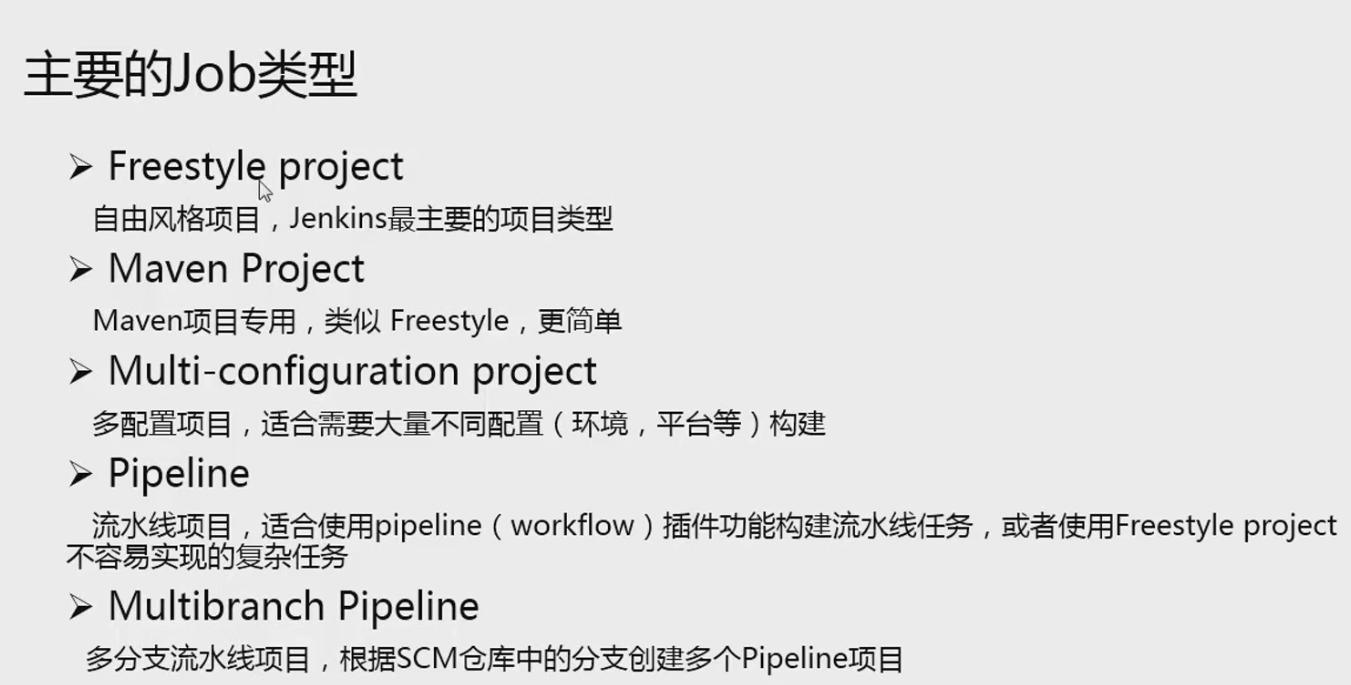 主要的Job类型
➢ Freestyle project
自由风格项目，Jenkins最主要的项目类型
➢ Maven Project
Maven项目专用，类似 Freestyle，更简单
➢ Multi-configuration project
多配置项目，适合需要大量不同配置（环境，平台等）构建
➢ Pipeline
流水线项目，适合使用pipeline（workflow）插件功能构建流水线任务，或者使用Freestyle project
不容易实现的复杂任务
➢ Multibranch Pipeline
多分支流水线项目，根据SCM仓库中的分支创建多个Pipeline项目